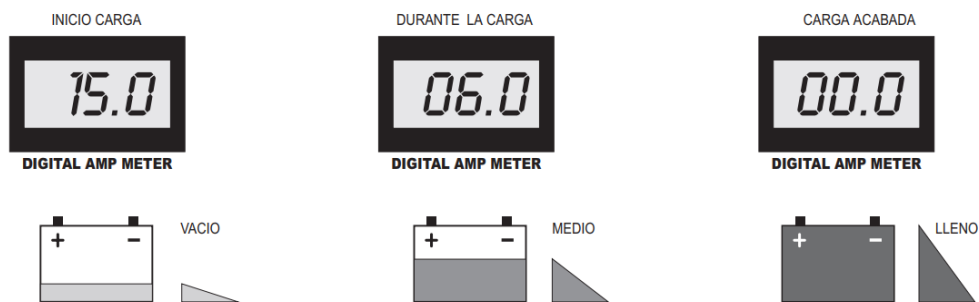 INICIO CARGA
DURANTE LA CARGA
CARGA ACABADA
15.0
06.0
00.0
DIGITAL AMP METER
DIGITAL AMP METER
DIGITAL AMP METER
+ −
VACIO
+ −
MEDIO
+ −
LLENO